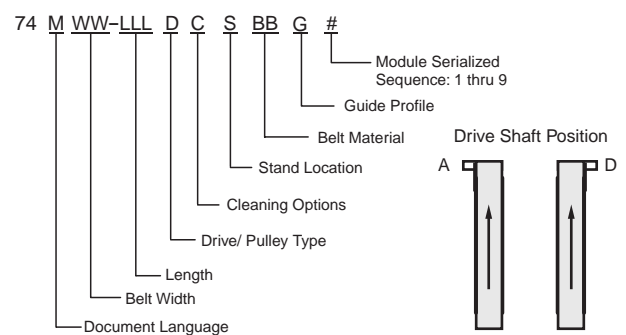 74 M WW–LLL D C S BB G #
Module Serialized
Sequence: 1 thru 9
Guide Profile
Belt Material
Stand Location
Cleaning Options
Drive/ Pulley Type
Length
Belt Width
Document Language
Drive Shaft Position
A
D